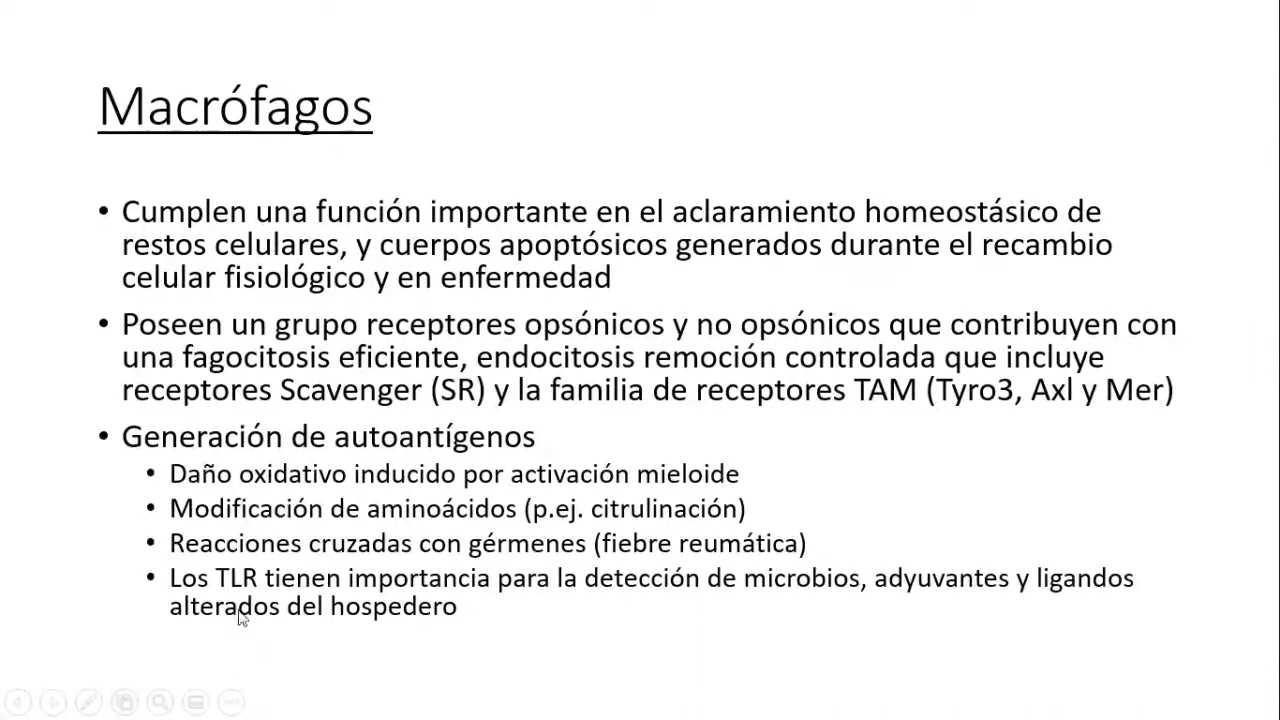 Macrófagos
• Cumplen una función importante en el aclaramiento homeostásico de
restos celulares, y cuerpos apoptósicos generados durante el recambio
celular fisiológico y en enfermedad
• Poseen un grupo receptores opsónicos y no opsónicos que contribuyen con
una fagocitosis eficiente, endocitosis remoción controlada que incluye
receptores Scavenger (SR) y la familia de receptores TAM (Tyro3, Axl y Mer)
• Generación de autoantígenos
• Daño oxidativo inducido por activación mieloide
• Modificación de aminoácidos (p.ej. citrulinación)
• Reacciones cruzadas con gérmenes (fiebre reumática)
• Los TLR tienen importancia para la detección de microbios, adyuvantes y ligandos
alterados del hospedero